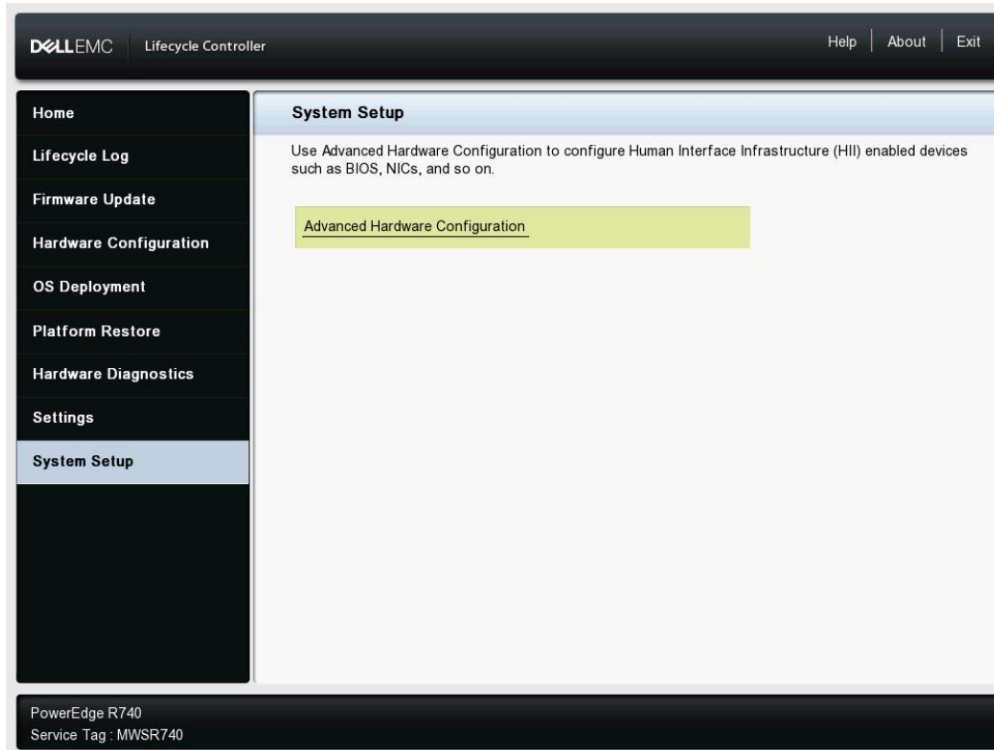 DELLEMC Lifecycle Controller
Help | About | Exit
Home
Lifecycle Log
Firmware Update
Hardware Configuration
OS Deployment
Platform Restore
Hardware Diagnostics
Settings
System Setup
System Setup
Use Advanced Hardware Configuration to configure Human Interface Infrastructure (HII) enabled devices
such as BIOS, NICs, and so on.
Advanced Hardware Configuration
PowerEdge R740
Service Tag : MWSR740